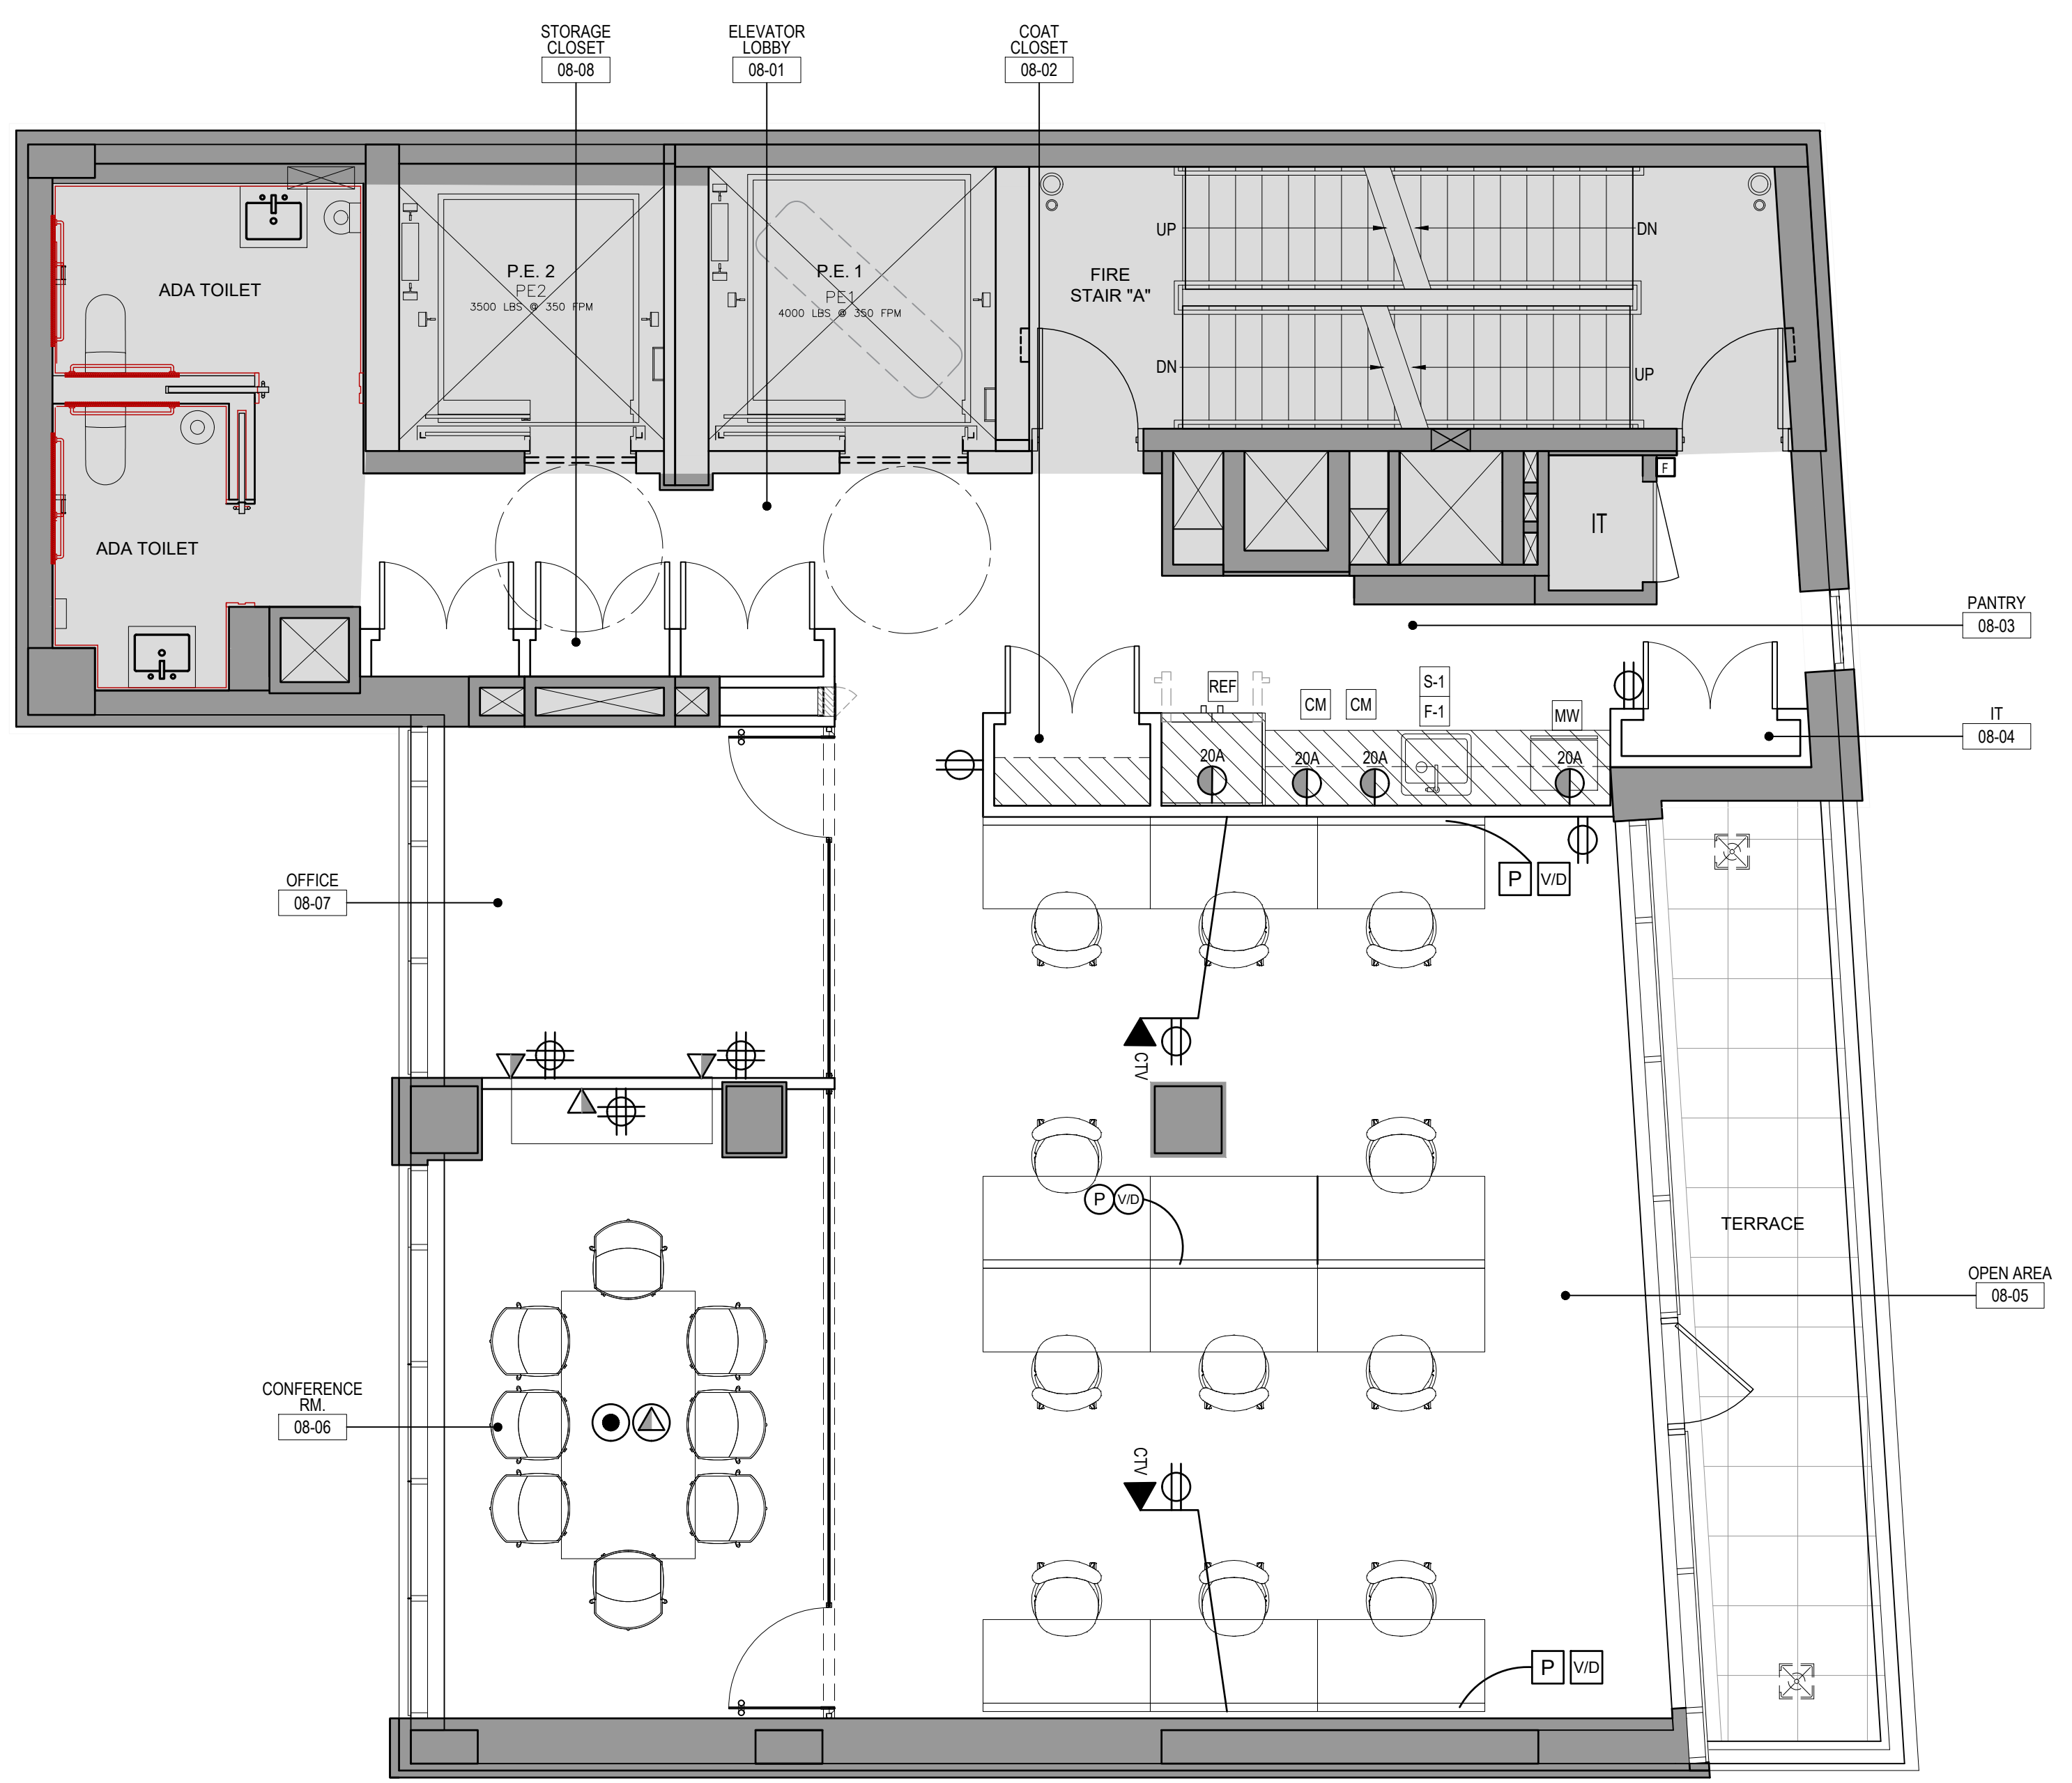 STORAGE
CLOSET
08-08
ELEVATOR
LOBBY
08-01
COAT
CLOSET
08-02
UP
DN
P.E. 2
PE2
3500 LBS @ 350 FPM
P.E. 1
PE1
4000 LBS @ 350 FPM
FIRE
STAIR "A"
ADA TOILET
DN
UP
F
IT
ADA TOILET
PANTRY
08-03
REF
CM
CM
S-1
F-1
MW
IT
08-04
20A
20A
20A
20A
OFFICE
08-07
P
V/D
CTV
P
V/D
TERRACE
OPEN AREA
08-05
CONFERENCE
RM.
08-06
CTV
P
V/D